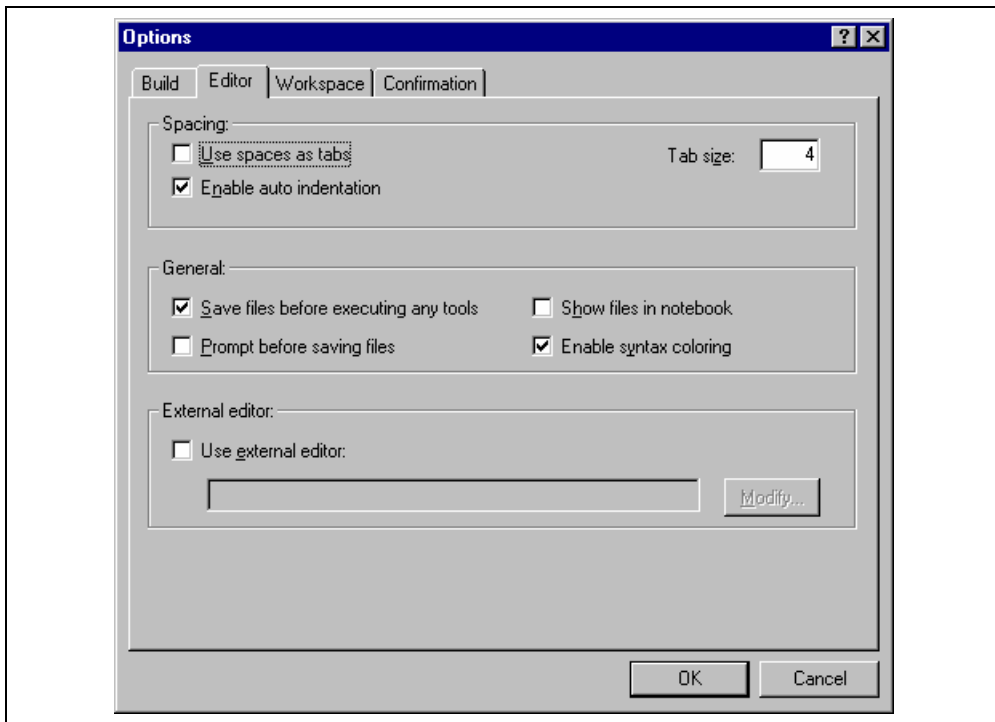 Options
Build Editor Workspace Confirmation
Spacing:
Use spaces as tabs Tab size: 4
Enable auto indentation
General:
Save files before executing any tools Show files in notebook
Prompt before saving files Enable syntax coloring
External editor:
Use external editor:
Modify...
OK Cancel